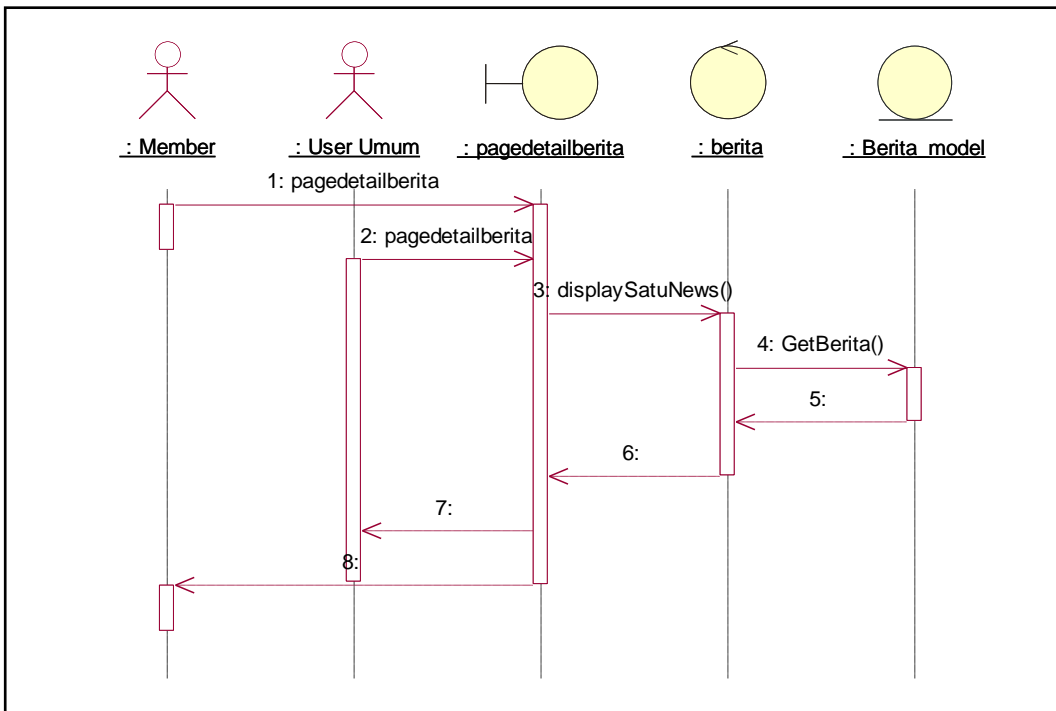 : Member
: User Umum
: pagedetailberita
: berita
: Berita_model
1: pagedetailberita
2: pagedetailberita
3: displaySatuNews()
4: GetBerita()
5:
6:
7:
8: